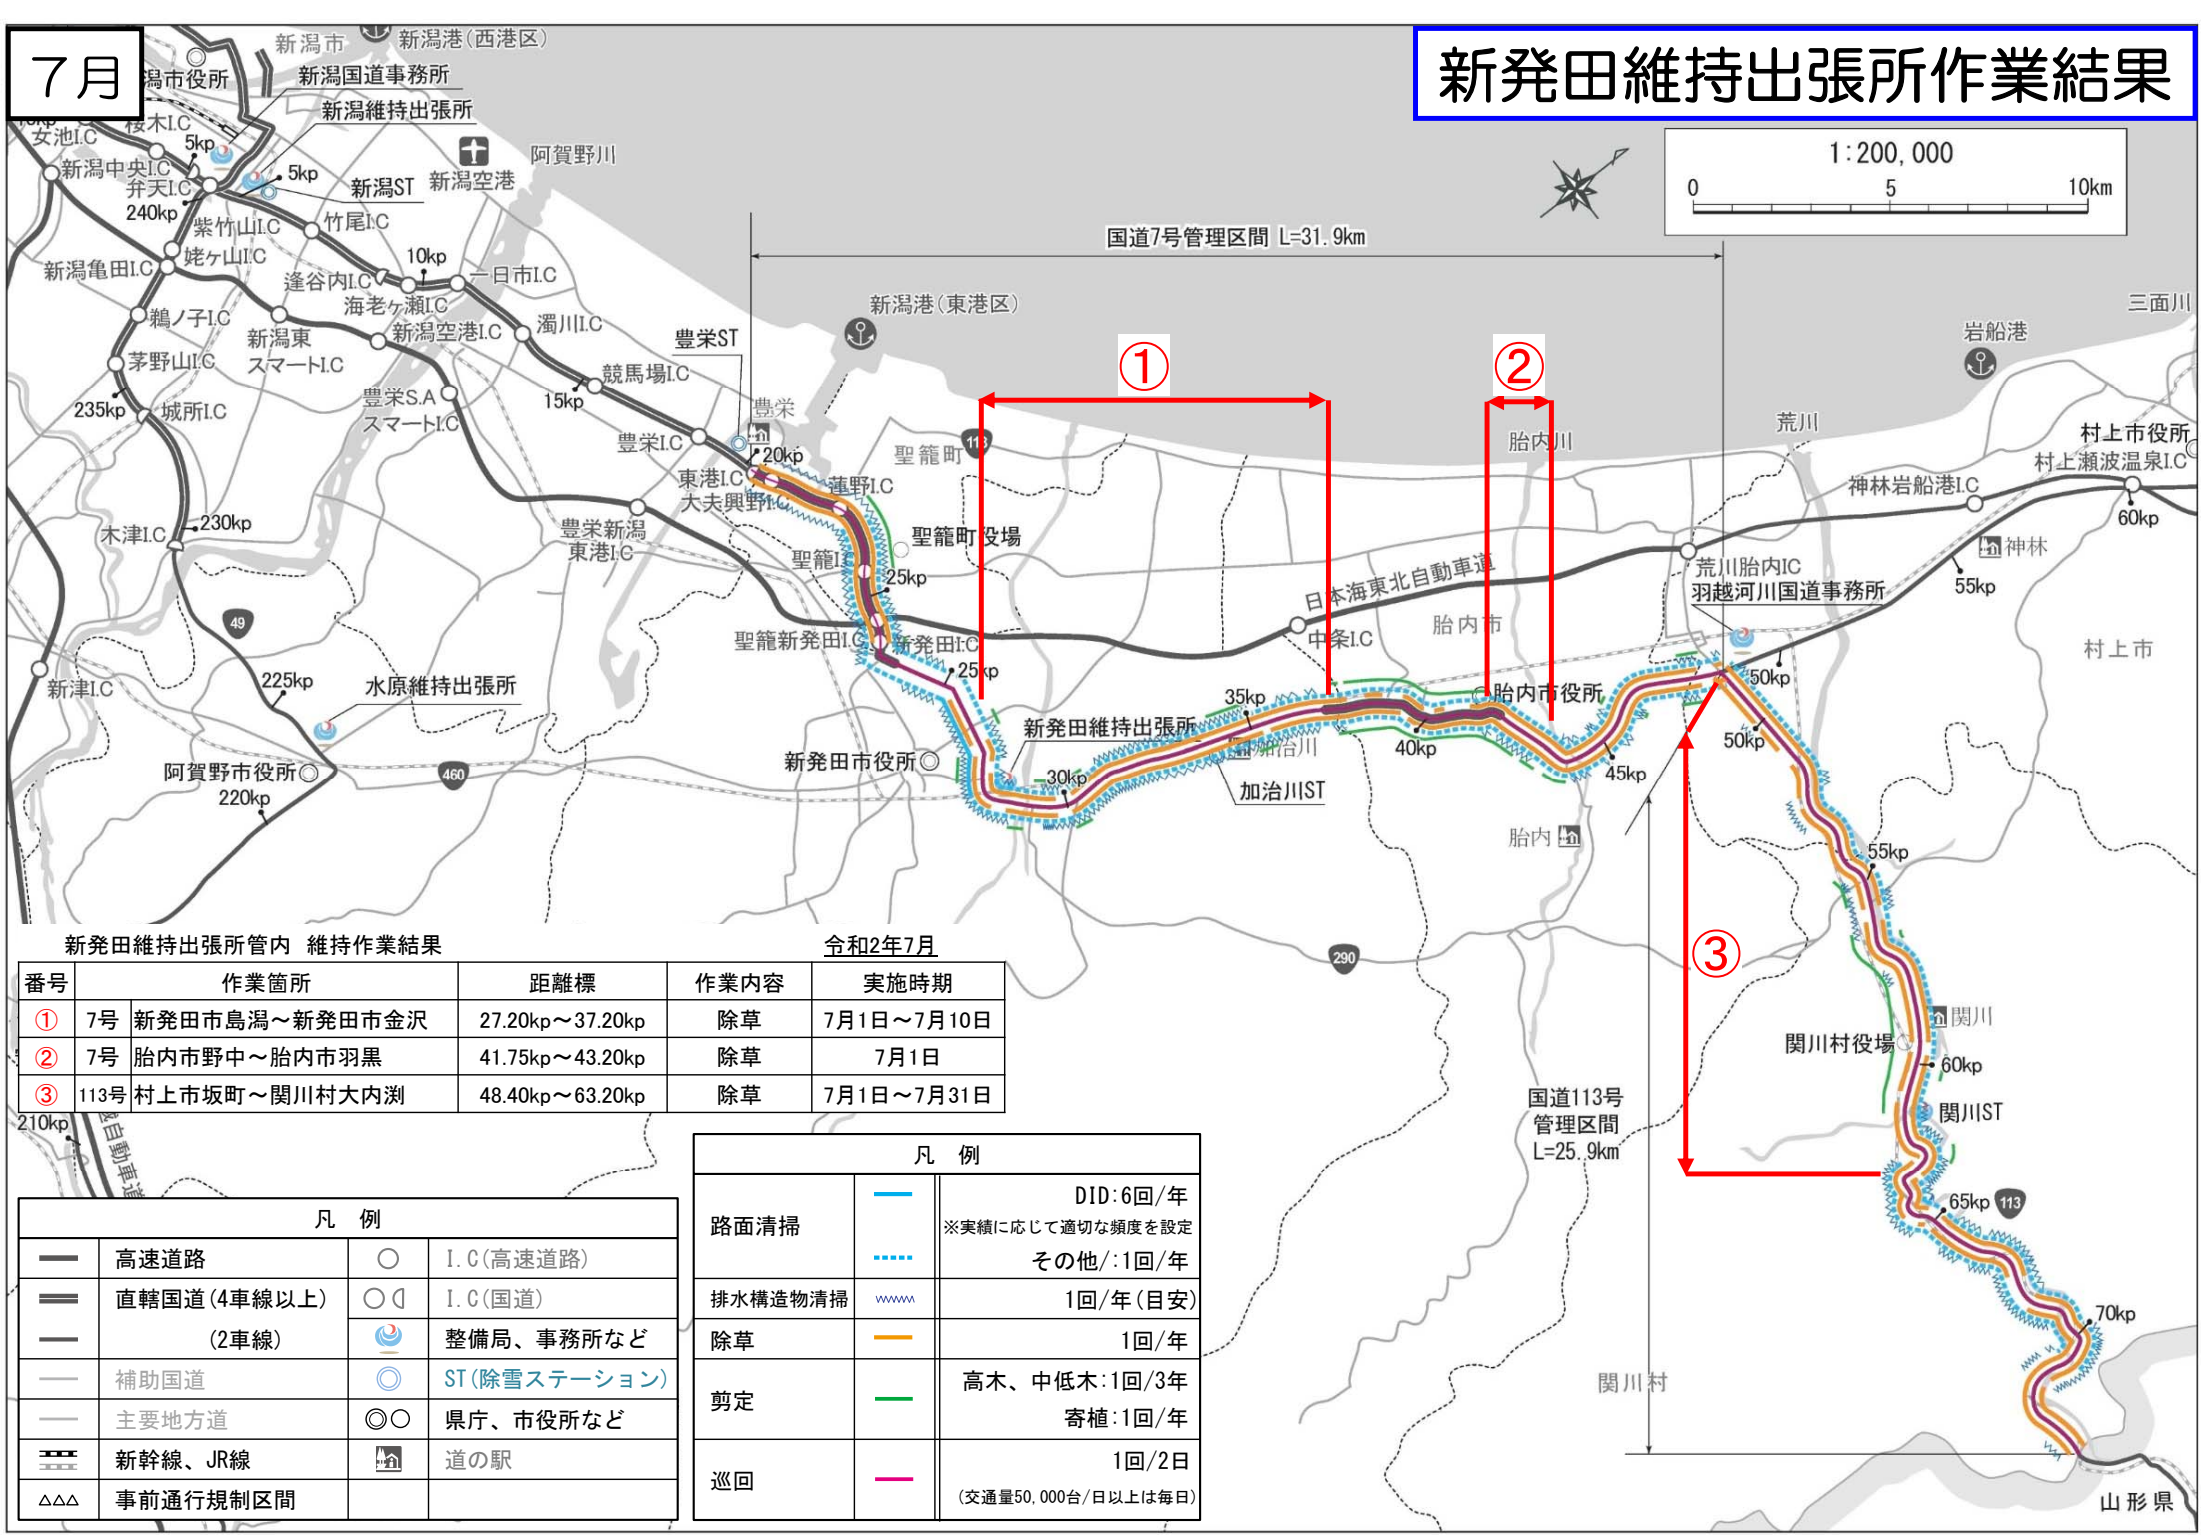 7月
新発田維持出張所作業結果
1:200,000
0
5
10km
新潟市
新潟港(西港区)
潟市役所
新潟国道事務所
新潟維持出張所
桜木I.C
女池I.C
5kp
新潟中央I.C
弁天I.C
5kp
新潟ST
新潟空港
阿賀野川
240kp
紫竹山I.C
竹尾I.C
姥ヶ山I.C
新潟亀田I.C
10kp
一日市I.C
逢谷内I.C
海老ヶ瀬I.C
鵜ノ子I.C
新潟東
スマートI.C
新潟空港I.C
濁川I.C
茅野山I.C
235kp
城所I.C
豊栄S.A
スマートI.C
15kp
競馬場I.C
豊栄ST
新潟港(東港区)
国道7号管理区間 L=31.9km
三面川
岩船港
①
②
豊栄
豊栄I.C
20kp
東港I.C
大夫興野I.C
蓮野I.C
聖籠町
113
胎内川
荒川
村上市役所
村上瀬波温泉I.C
神林岩船港I.C
60kp
木津I.C
230kp
豊栄新潟
東港I.C
聖籠町役場
聖籠I.
25kp
日本海東北自動車道
荒川胎内IC
羽越河川国道事務所
神林
55kp
49
聖籠新発田I.C
新発田I.C
25kp
中条I.C
胎内市
村上市
新津I.C
225kp
水原維持出張所
35kp
胎内市役所
50kp
新発田維持出張所
新発田市役所
加治川
40kp
45kp
50kp
阿賀野市役所
460
30kp
加治川ST
220kp
胎内
55kp
290
③
新発田維持出張所管内　維持作業結果
令和2年7月
番号 作業箇所 距離標 作業内容 実施時期
① 7号 新発田市島潟～新発田市金沢 27.20kp～37.20kp 除草 7月1日～7月10日
② 7号 胎内市野中～胎内市羽黒 41.75kp～43.20kp 除草 7月1日
③ 113号 村上市坂町～関川村大内渕 48.40kp～63.20kp 除草 7月1日～7月31日
関川
関川村役場
60kp
国道113号
管理区間
L=25.9km
関川ST
210kp
越自動車道
65kp
113
70kp
関川村
山形県
凡　例
高速道路
I.C(高速道路)
直轄国道(4車線以上)
I.C(国道)
(2車線)
整備局、事務所など
補助国道
ST(除雪ステーション)
主要地方道
県庁、市役所など
新幹線、JR線
道の駅
事前通行規制区間
凡　例
路面清掃
DID:6回/年
※実績に応じて適切な頻度を設定
その他/:1回/年
排水構造物清掃
1回/年(目安)
除草
1回/年
剪定
高木、中低木:1回/3年
寄植:1回/年
巡回
1回/2日
(交通量50,000台/日以上は毎日)